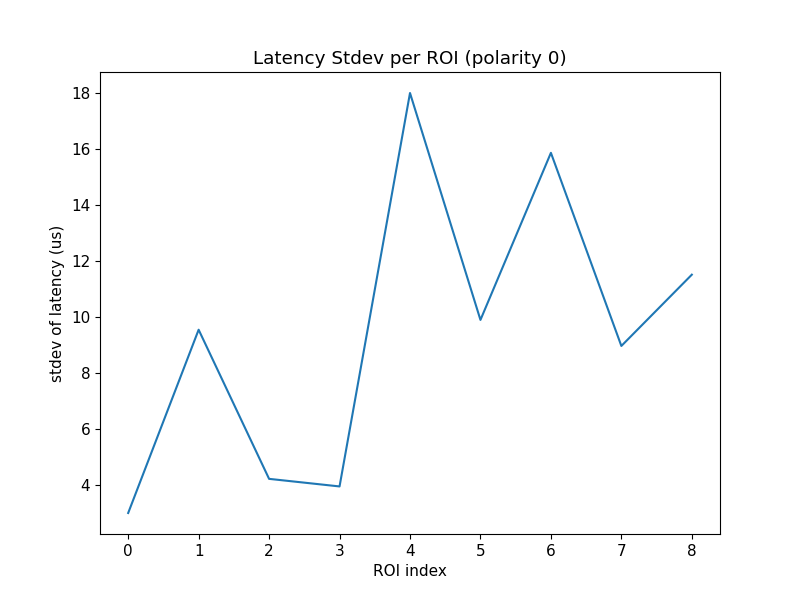 Latency Stdev per ROI (polarity 0)
stdev of latency (us)
18
16
14
12
10
8
6
4
0 1 2 3 4 5 6 7 8
ROI index